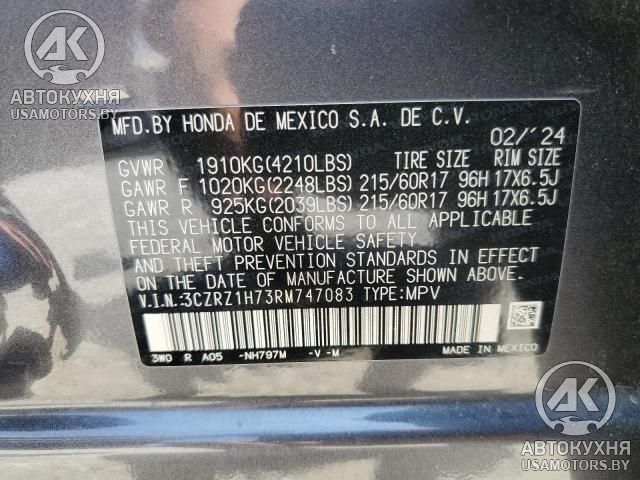 АК
АВТОКУХНЯ
USAMOTORS.BY
MFD.BY HONDA DE MEXICO S.A. DE C.V.
02/'24
GVWR 1910KG(4210LBS) TIRE SIZE RIM SIZE
GAWR F 1020KG(2248LBS) 215/60R17 96H 17X6.5J
GAWR R 925KG(2039LBS) 215/60R17 96H 17X6.5J
THIS VEHICLE CONFORMS TO ALL APPLICABLE
FEDERAL MOTOR VEHICLE SAFETY
AND THEFT PREVENTION STANDARDS IN EFFECT
ON THE DATE OF MANUFACTURE SHOWN ABOVE.
V.I.N.:3CZRZ1H73RM747083 TYPE:MPV
3W0 R A05 -NH797M -V -M MADE IN MEXICO
АК
АВТОКУХНЯ
USAMOTORS.BY